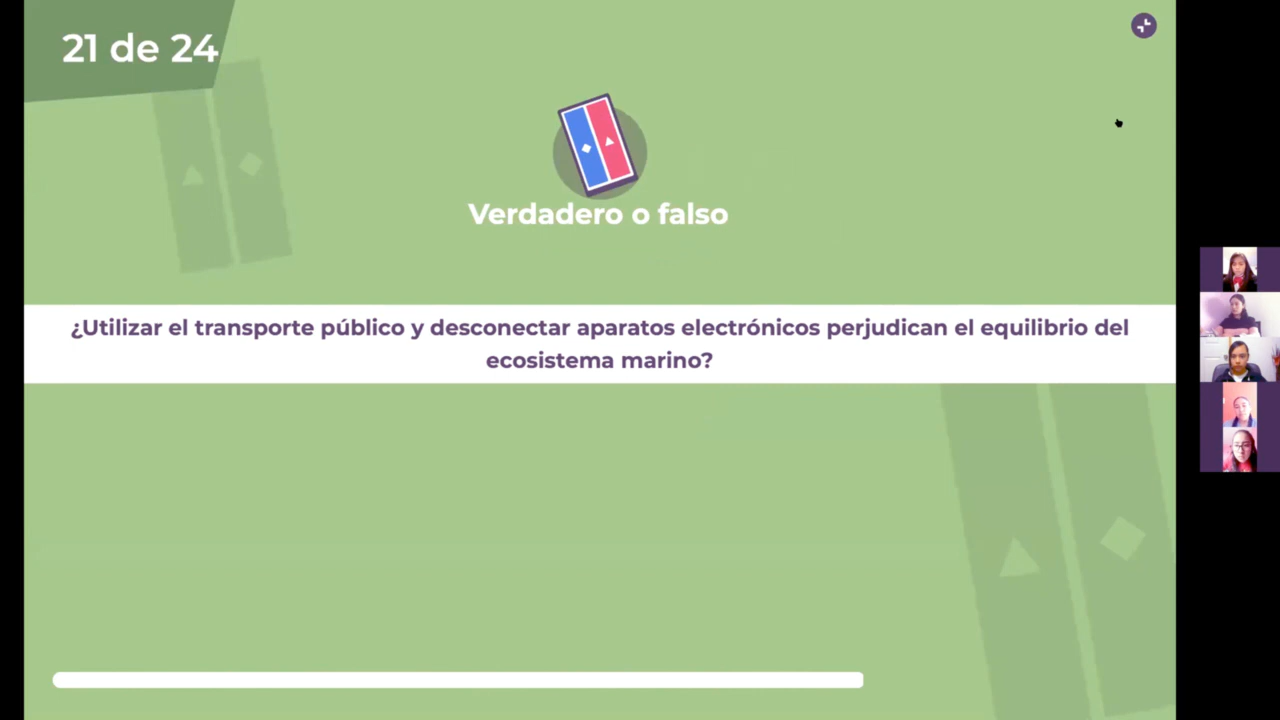 21 de 24
Verdadero o falso
¿Utilizar el transporte público y desconectar aparatos electrónicos perjudican el equilibrio del
ecosistema marino?